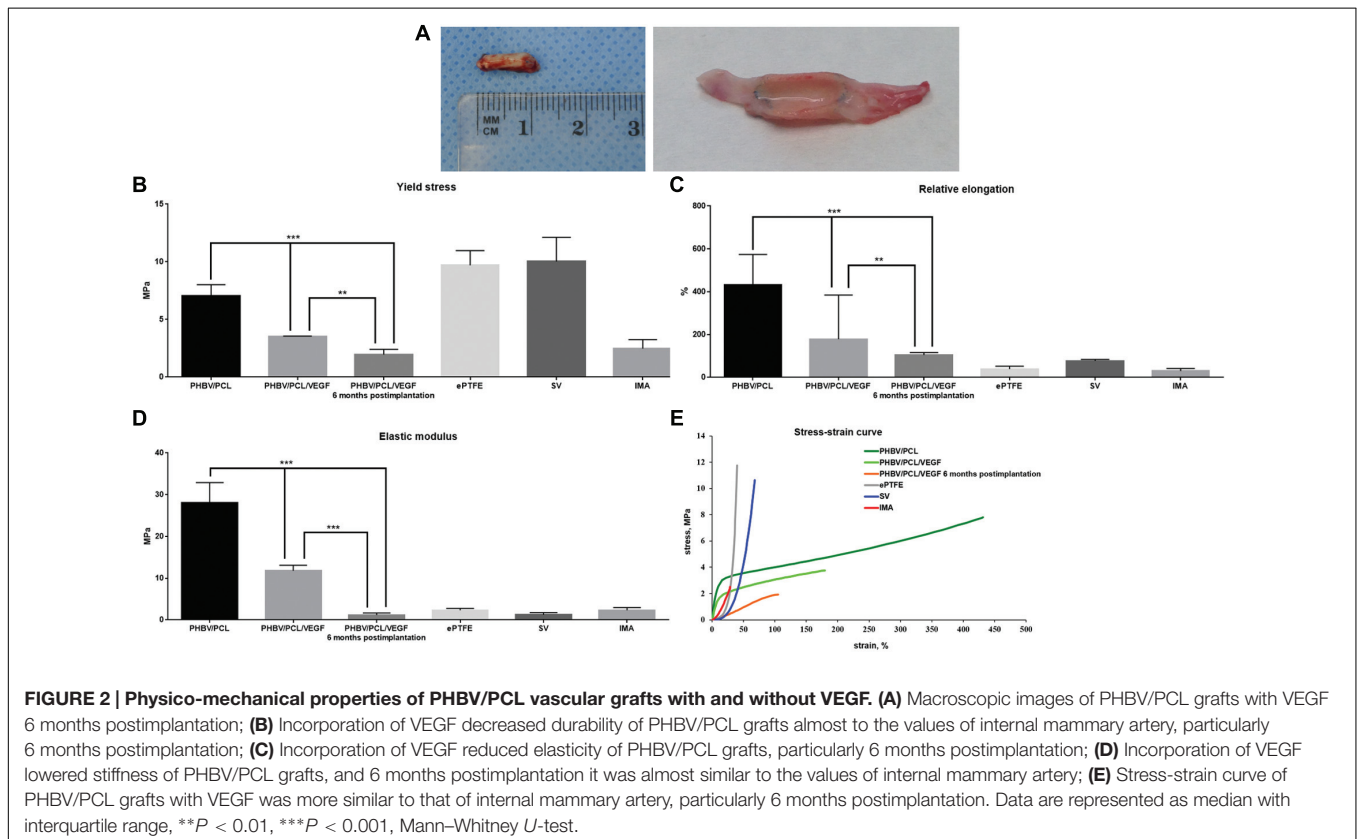 A
MM
CM
1 2 3
B
Yield stress
15
10
5
0
MPa
***
**
PHBV/PCL PHBV/PCL/VEGF PHBV/PCL/VEGF ePTFE SV IMA
6 months postimplantation
C
Relative elongation
800
600
400
200
0
%
***
**
PHBV/PCL PHBV/PCL/VEGF PHBV/PCL/VEGF ePTFE SV IMA
6 months postimplantation
D
Elastic modulus
40
30
20
10
0
MPa
***
***
PHBV/PCL PHBV/PCL/VEGF PHBV/PCL/VEGF ePTFE SV IMA
6 months postimplantation
E
Stress-strain curve
14
12
10
8
6
4
2
0
stress, MPa
PHBV/PCL
PHBV/PCL/VEGF
PHBV/PCL/VEGF 6 months postimplantation
ePTFE
SV
IMA
0 50 100 150 200 250 300 350 400 450 500
strain, %
FIGURE 2 | Physico-mechanical properties of PHBV/PCL vascular grafts with and without VEGF. (A) Macroscopic images of PHBV/PCL grafts with VEGF
6 months postimplantation; (B) Incorporation of VEGF decreased durability of PHBV/PCL grafts almost to the values of internal mammary artery, particularly
6 months postimplantation; (C) Incorporation of VEGF reduced elasticity of PHBV/PCL grafts, particularly 6 months postimplantation; (D) Incorporation of VEGF
lowered stiffness of PHBV/PCL grafts, and 6 months postimplantation it was almost similar to the values of internal mammary artery; (E) Stress-strain curve of
PHBV/PCL grafts with VEGF was more similar to that of internal mammary artery, particularly 6 months postimplantation. Data are represented as median with
interquartile range, **P < 0.01, ***P < 0.001, Mann–Whitney U-test.